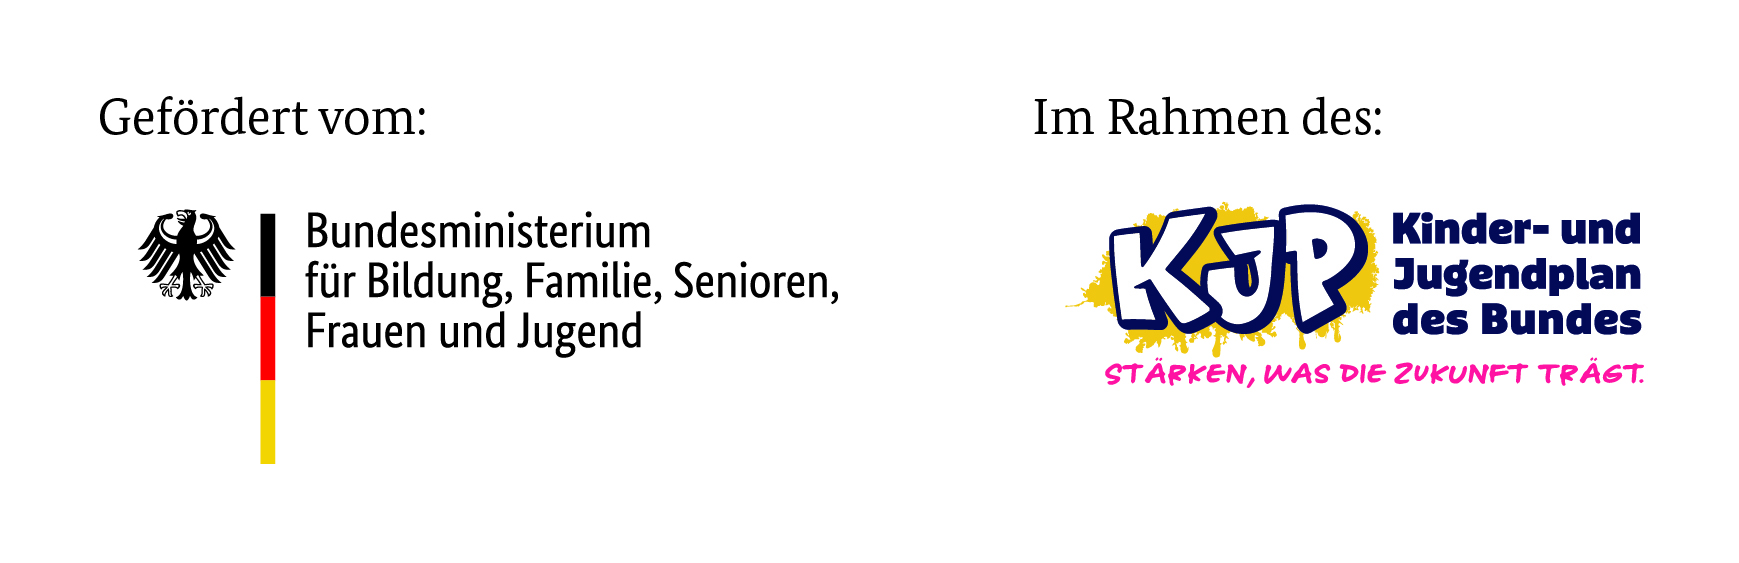 Gefördert vom:
Bundesministerium
für Bildung, Familie, Senioren,
Frauen und Jugend
Im Rahmen des:
KJP
Kinder- und
Jugendplan
des Bundes
STÄRKEN, WAS DIE ZUKUNFT TRÄGT.